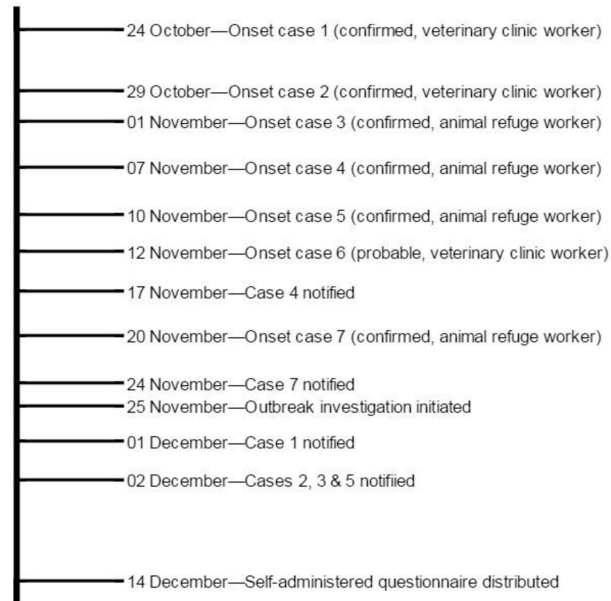 24 October—Onset case 1 (confirmed, veterinary clinic worker)
29 October—Onset case 2 (confirmed, veterinary clinic worker)
01 November—Onset case 3 (confirmed, animal refuge worker)
07 November—Onset case 4 (confirmed, animal refuge worker)
10 November—Onset case 5 (confirmed, animal refuge worker)
12 November—Onset case 6 (probable, veterinary clinic worker)
17 November—Case 4 notified
20 November—Onset case 7 (confirmed, animal refuge worker)
24 November—Case 7 notified
25 November—Outbreak investigation initiated
01 December—Case 1 notified
02 December—Cases 2, 3 & 5 notifiied
14 December—Self-administered questionnaire distributed